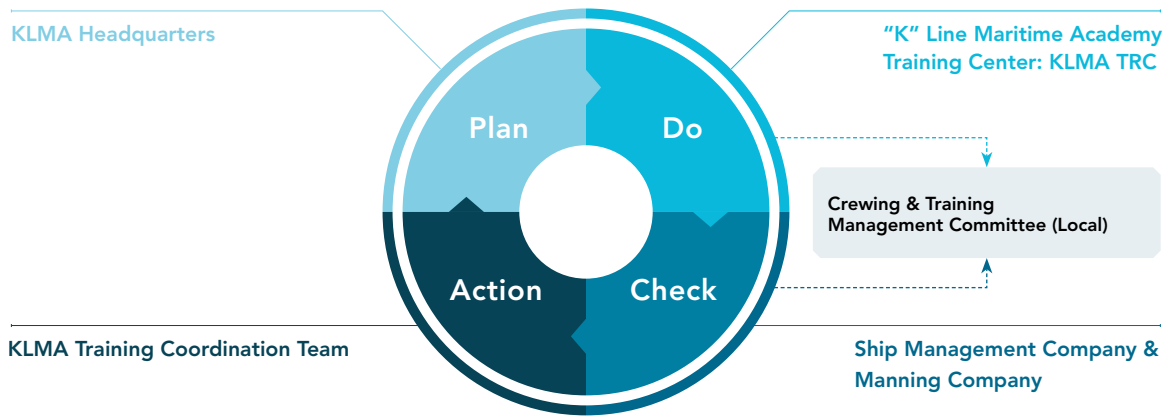 KLMA Headquarters
"K" Line Maritime Academy
Training Center: KLMA TRC
Plan
Do
Crewing & Training
Management Committee (Local)
Action
Check
KLMA Training Coordination Team
Ship Management Company &
Manning Company